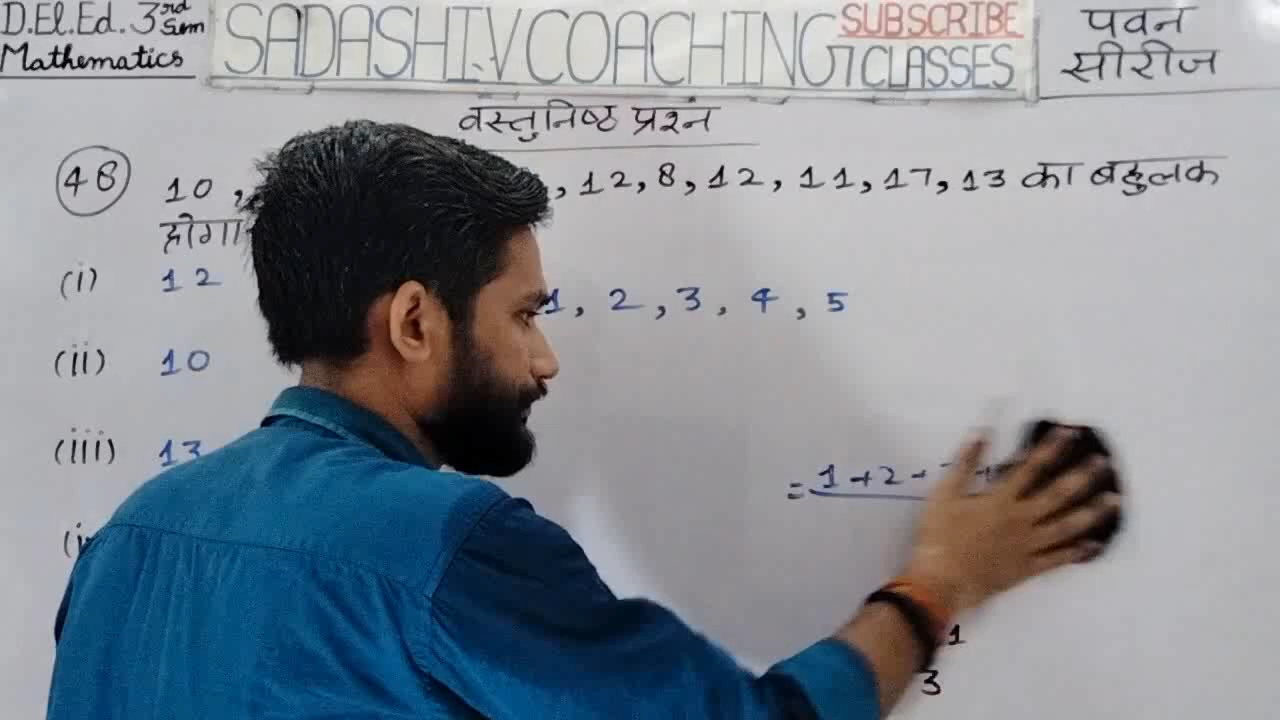 D.El.Ed. 3rd Sem
Mathematics
SADASHIV COACHING CLASSES
SUBSCRIBE
पवन
सीरीज
वस्तुनिष्ठ प्रश्न
48 10, , 12, 8, 12, 11, 17, 13 का बहुलक
होगा
(i) 12
1, 2, 3, 4, 5
(ii) 10
(iii) 13
= 1+2+
1
3